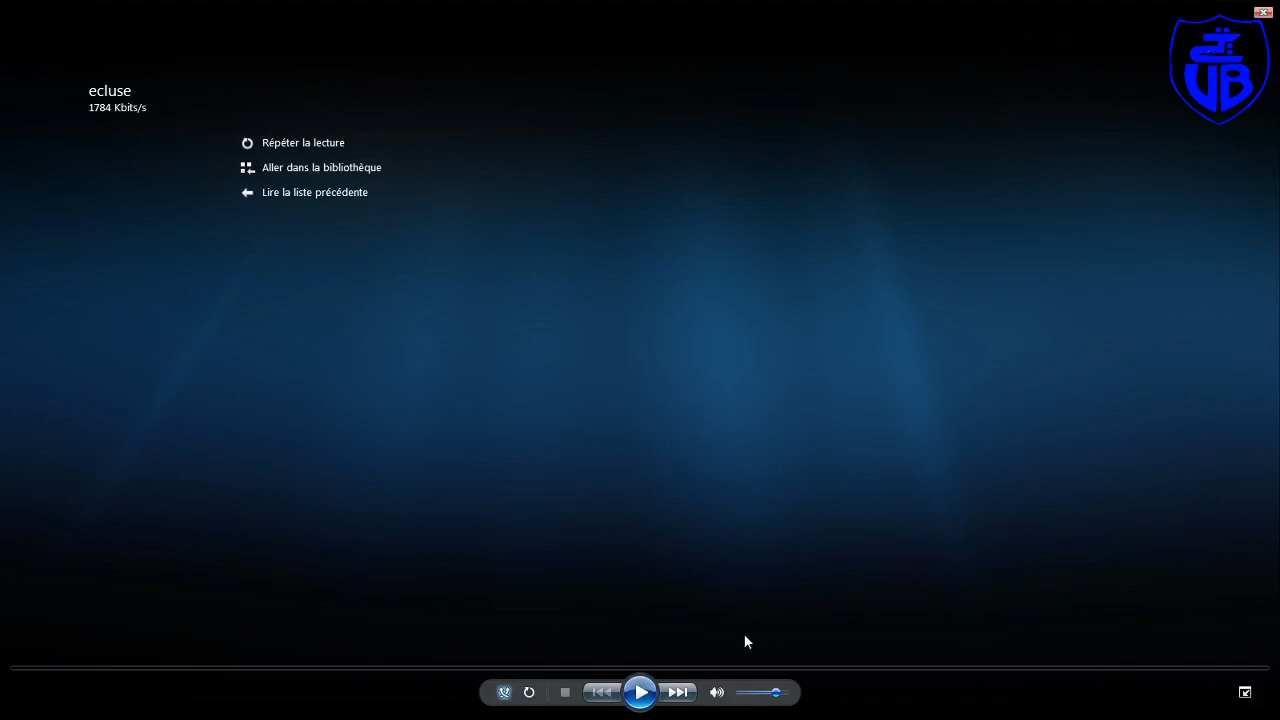 ecluse
1784 Kbits/s
Répéter la lecture
Aller dans la bibliothèque
Lire la liste précédente
UB